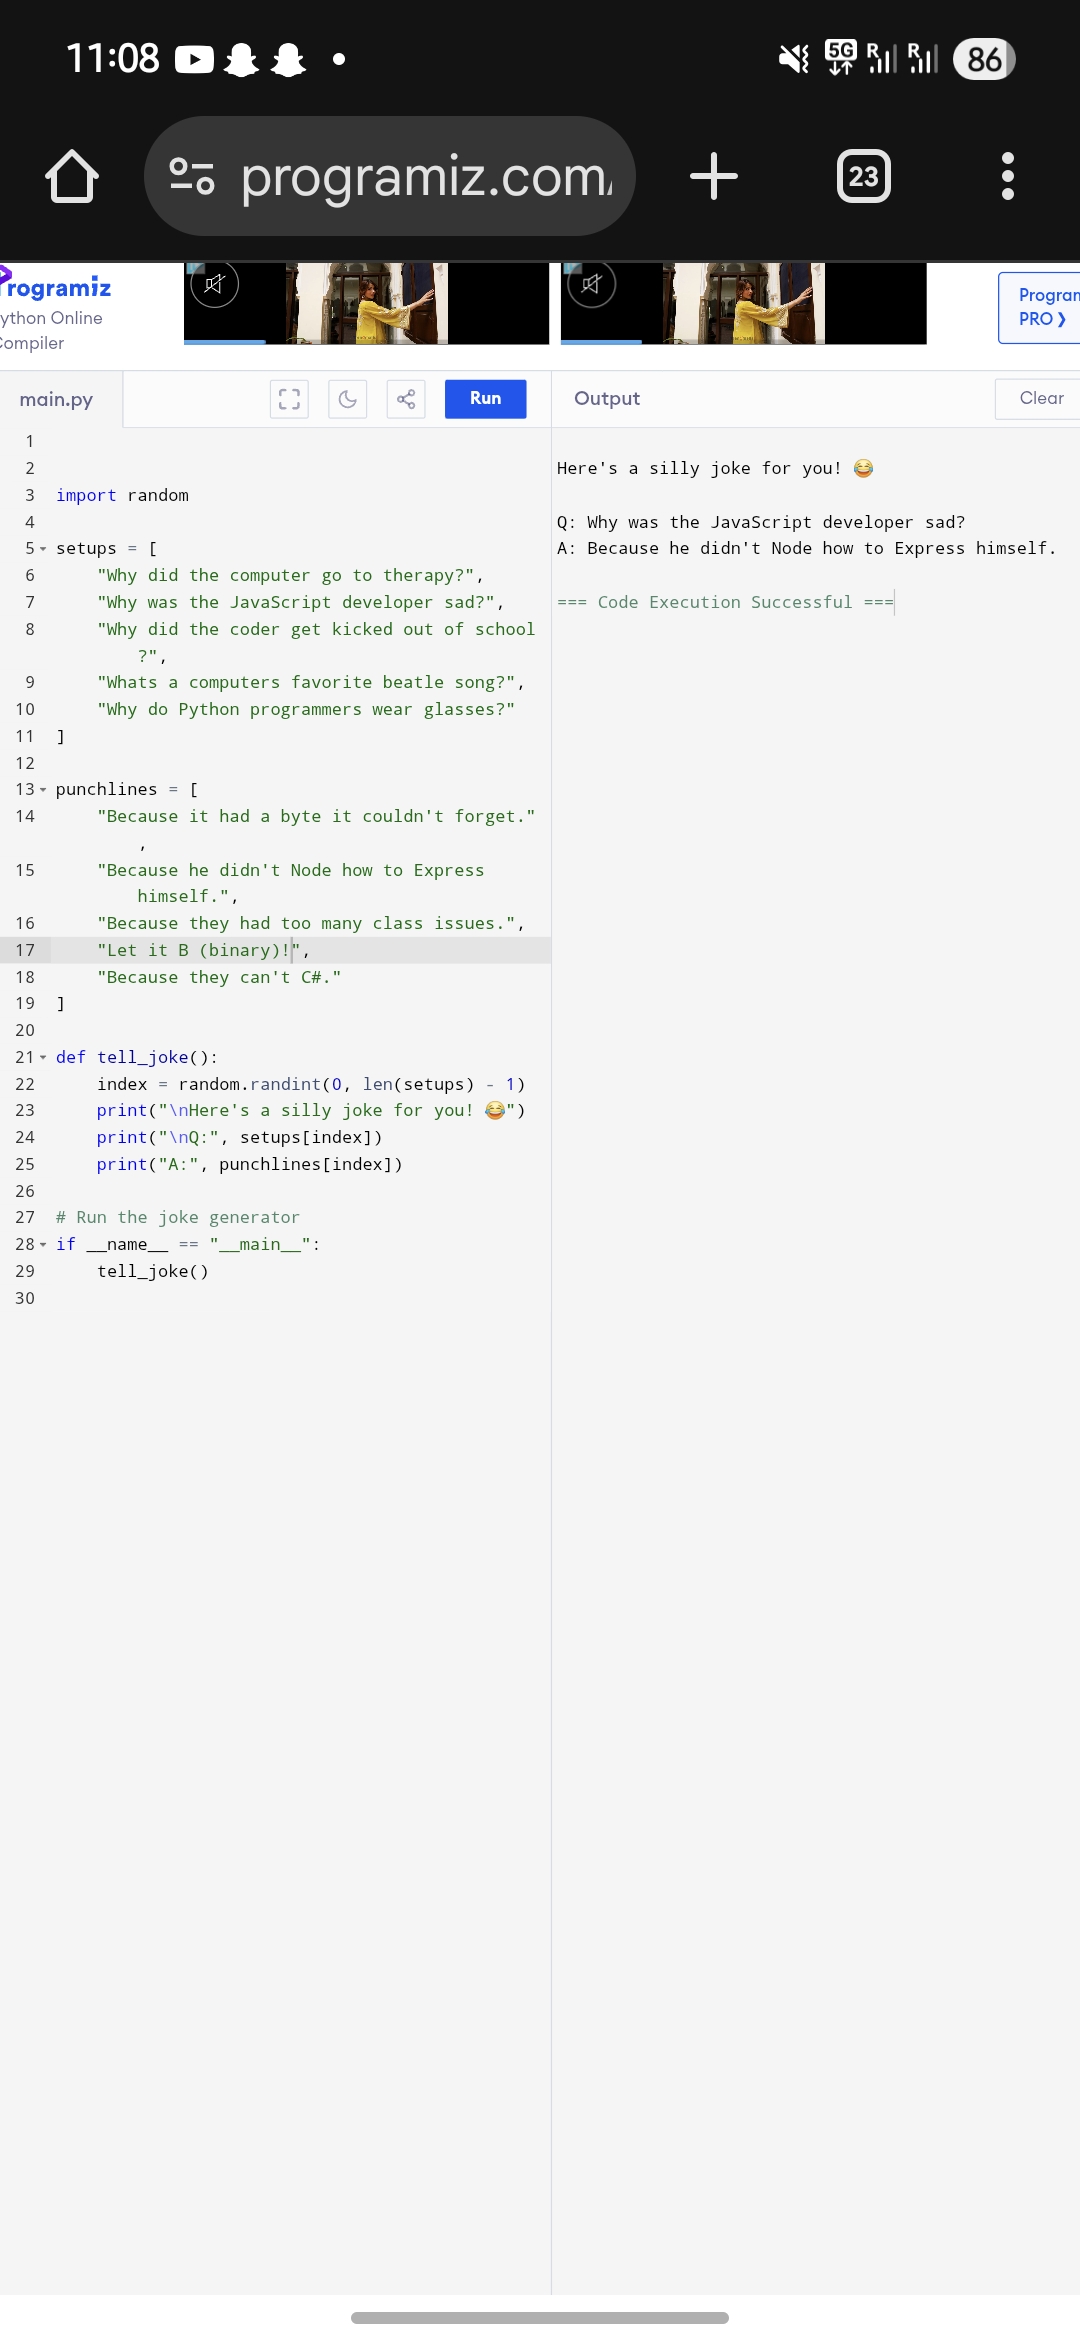 11:08
5G R R 86
programiz.com/
23
rogramiz
ython Online
ompiler
Program
PRO ❯
main.py
Run
Output
Clear
1
2
3 import random
4
5 setups = [
6 "Why did the computer go to therapy?",
7 "Why was the JavaScript developer sad?",
8 "Why did the coder get kicked out of school
?",
9 "Whats a computers favorite beatle song?",
10 "Why do Python programmers wear glasses?"
11 ]
12
13 punchlines = [
14 "Because it had a byte it couldn't forget."
,
15 "Because he didn't Node how to Express
himself.",
16 "Because they had too many class issues.",
17 "Let it B (binary)!",
18 "Because they can't C#."
19 ]
20
21 def tell_joke():
22 index = random.randint(0, len(setups) - 1)
23 print("\nHere's a silly joke for you! 😂")
24 print("\nQ:", setups[index])
25 print("A:", punchlines[index])
26
27 # Run the joke generator
28 if __name__ == "__main__":
29 tell_joke()
30
Here's a silly joke for you! 😂
Q: Why was the JavaScript developer sad?
A: Because he didn't Node how to Express himself.
=== Code Execution Successful ===